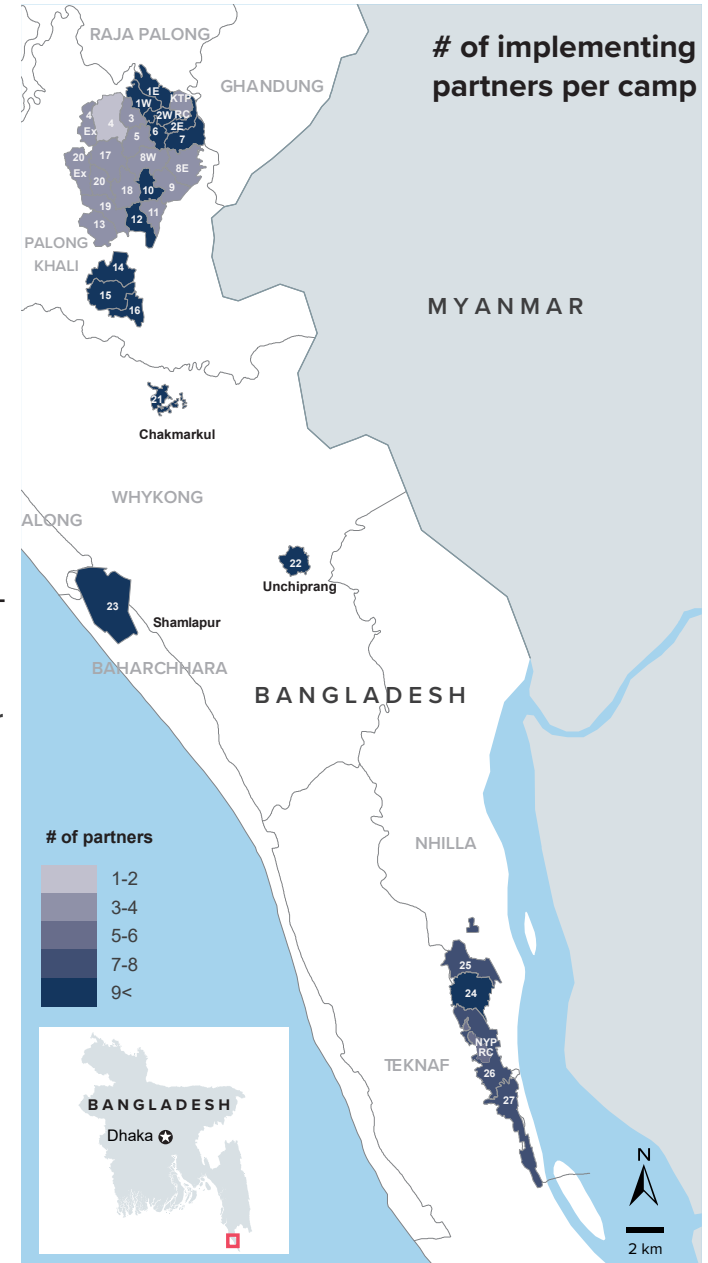 # of implementing
partners per camp
RAJA PALONG
GHANDUNG
1E
1W
KTP
RC
2W
2E
3
4
4
Ex
5
6
7
8W
8E
17
20
Ex
20
18
10
9
19
11
12
13
PALONG
KHALI
14
15
16
MYANMAR
21
Chakmarkul
WHYKONG
ALONG
22
Unchiprang
23
Shamlapur
BAHARCHHARA
BANGLADESH
# of partners
1-2
3-4
5-6
7-8
9<
NHILLA
25
24
NYP
RC
TEKNAF
26
27
BANGLADESH
Dhaka
N
2 km